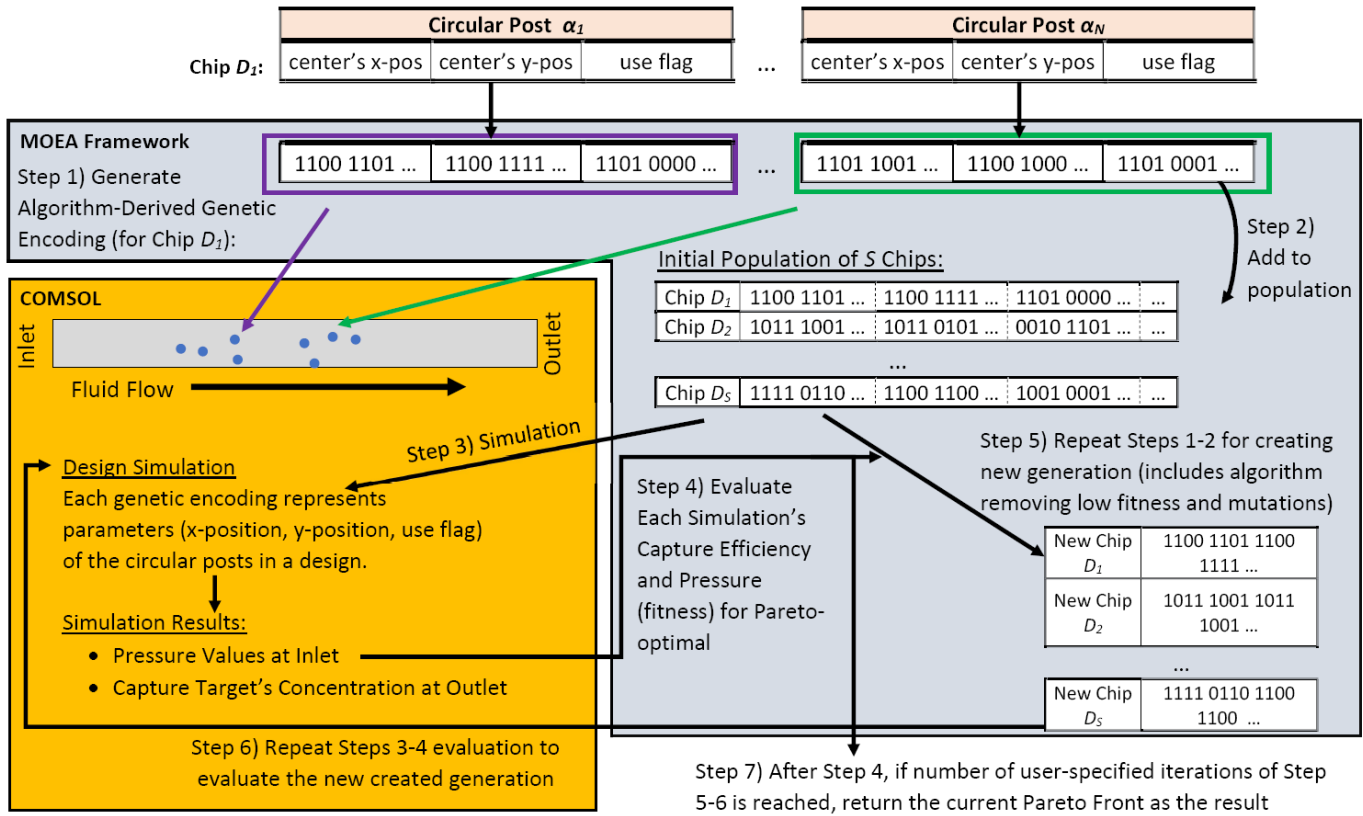 Circular Post α1
Circular Post αN
Chip D1:
center's x-pos center's y-pos use flag
...
center's x-pos center's y-pos use flag
MOEA Framework
1100 1101 ... 1100 1111 ... 1101 0000 ...
...
1101 1001 ... 1100 1000 ... 1101 0001 ...
Step 1) Generate
Algorithm-Derived Genetic
Encoding (for Chip D1):
Step 2)
Add to
population
Initial Population of S Chips:
Chip D1 1100 1101 ... 1100 1111 ... 1101 0000 ... ...
Chip D2 1011 1001 ... 1011 0101 ... 0010 1101 ... ...
...
Chip DS 1111 0110 ... 1100 1100 ... 1001 0001 ... ...
COMSOL
Inlet
Outlet
Fluid Flow
Step 3) Simulation
Design Simulation
Each genetic encoding represents
parameters (x-position, y-position, use flag)
of the circular posts in a design.
Simulation Results:
• Pressure Values at Inlet
• Capture Target's Concentration at Outlet
Step 4) Evaluate
Each Simulation's
Capture Efficiency
and Pressure
(fitness) for Pareto-
optimal
Step 5) Repeat Steps 1-2 for creating
new generation (includes algorithm
removing low fitness and mutations)
New Chip 1100 1101 1100
D1 1111 ...
New Chip 1011 1001 1011
D2 1001 ...
...
New Chip 1111 0110 1100
DS 1100 ...
Step 6) Repeat Steps 3-4 evaluation to
evaluate the new created generation
Step 7) After Step 4, if number of user-specified iterations of Step
5-6 is reached, return the current Pareto Front as the result